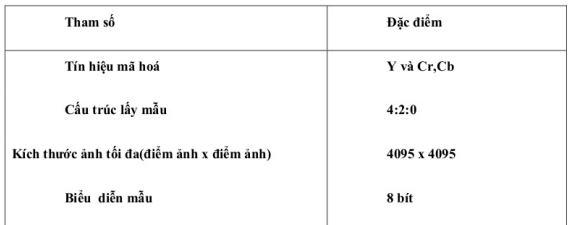 Tham số Đặc điểm
Tín hiệu mã hoá Y và Cr,Cb
Cấu trúc lấy mẫu 4:2:0
Kích thước ảnh tối đa(điểm ảnh x điểm ảnh) 4095 x 4095
Biểu diễn mẫu 8 bít